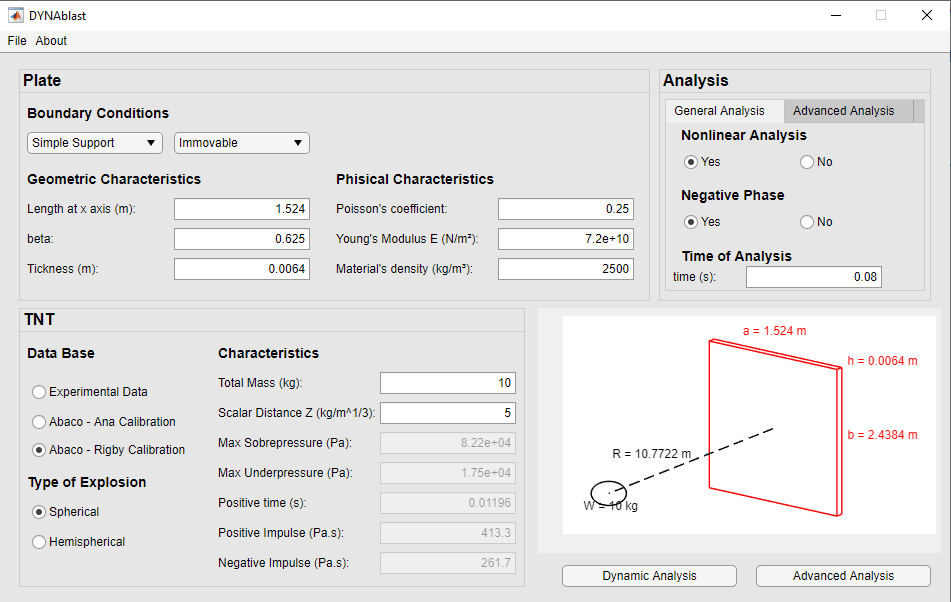 DYNAblast
File About
Plate
Boundary Conditions
Simple Support Immovable
Geometric Characteristics Phisical Characteristics
Length at x axis (m): 1.524 Poisson's coefficient: 0.25
beta: 0.625 Young's Modulus E (N/m²): 7.2e+10
Tickness (m): 0.0064 Material's density (kg/m³): 2500
Analysis
General Analysis Advanced Analysis
Nonlinear Analysis
Yes No
Negative Phase
Yes No
Time of Analysis
time (s): 0.08
TNT
Data Base
Experimental Data
Abaco - Ana Calibration
Abaco - Rigby Calibration
Type of Explosion
Spherical
Hemispherical
Characteristics
Total Mass (kg): 10
Scalar Distance Z (kg/m^1/3): 5
Max Sobrepressure (Pa): 8.22e+04
Max Underpressure (Pa): 1.75e+04
Positive time (s): 0.01196
Positive Impulse (Pa.s): 413.3
Negative Impulse (Pa.s): 261.7
a = 1.524 m
h = 0.0064 m
b = 2.4384 m
R = 10.7722 m
W = 10 kg
Dynamic Analysis Advanced Analysis